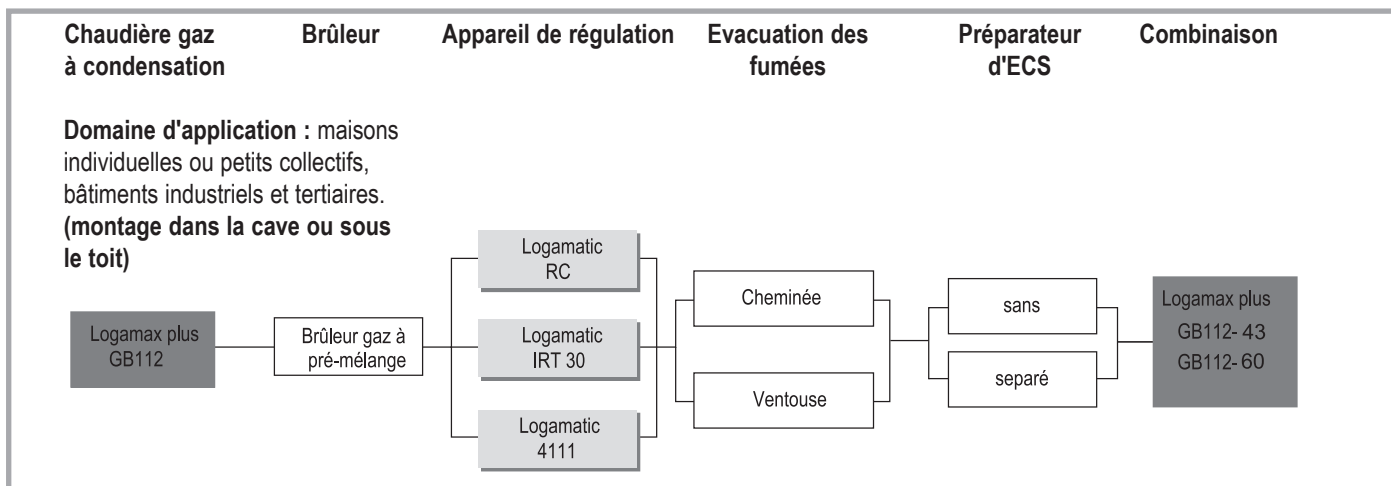 Chaudière gaz
à condensation
Brûleur
Appareil de régulation
Evacuation des
fumées
Préparateur
d'ECS
Combinaison
Domaine d'application : maisons
individuelles ou petits collectifs,
bâtiments industriels et tertiaires.
(montage dans la cave ou sous
le toit)
Logamax plus
GB112
Brûleur gaz à
pré-mélange
Logamatic
RC
Logamatic
IRT 30
Logamatic
4111
Cheminée
Ventouse
sans
separé
Logamax plus
GB112- 43
GB112- 60